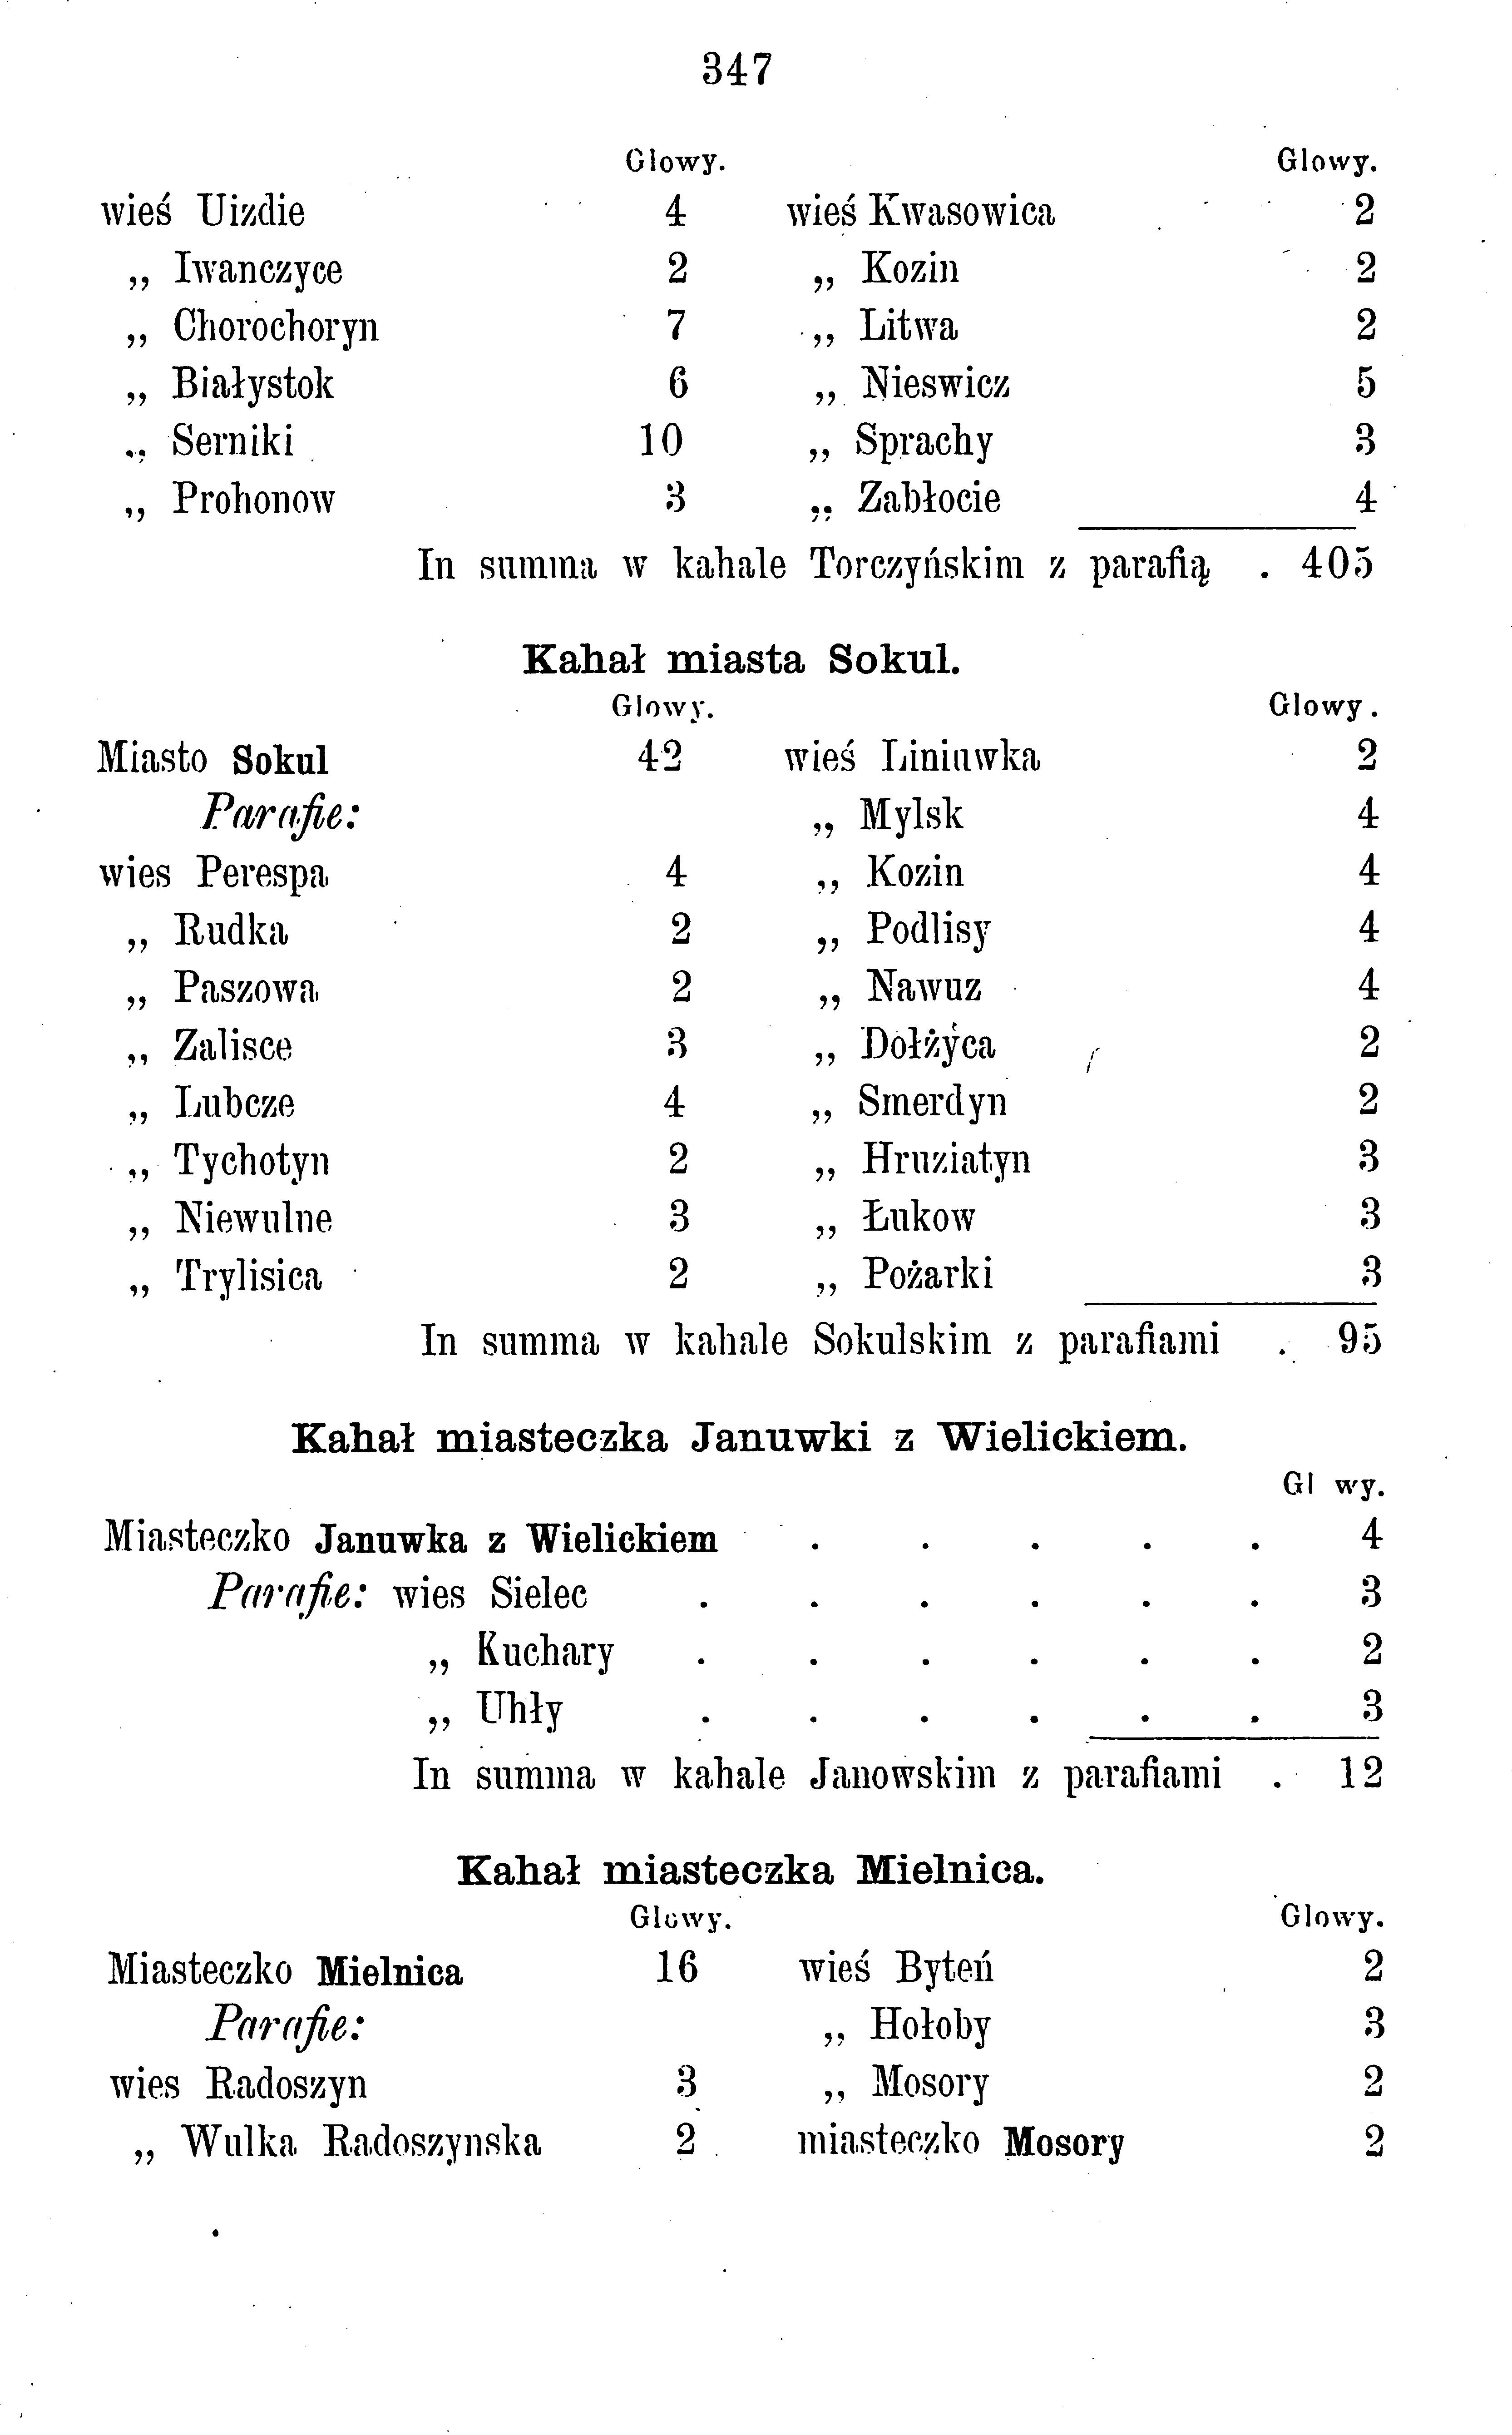 347
Glowy. Glowy.
wieś Uizdie 4 wieś Kwasowica 2
„ Iwanczyce 2 „ Kozin 2
„ Chorochoryn 7 „ Litwa 2
„ Białystok 6 „ Nieswicz 5
„ Serniki 10 „ Sprachy 3
„ Prohonow 3 „ Zabłocie 4
In summa w kahale Torczyńskim z parafią . 405
Kahał miasta Sokul.
Glowy. Glowy.
Miasto Sokul 42 wieś Liniuwka 2
Parafie: „ Mylsk 4
wies Perespa 4 „ Kozin 4
„ Rudka 2 „ Podlisy 4
„ Paszowa 2 „ Nawuz 4
„ Zalisce 3 „ Dołżyca 2
„ Lubcze 4 „ Smerdyn 2
„ Tychotyn 2 „ Hruziatyn 3
„ Niewulne 3 „ Łukow 3
„ Trylisica 2 „ Pożarki 3
In summa w kahale Sokulskim z parafiami . 95
Kahał miasteczka Januwki z Wielickiem.
Gl wy.
Miasteczko Januwka z Wielickiem . . . . . 4
Parafie: wies Sielec . . . . . . 3
„ Kuchary . . . . . . 2
„ Uhły . . . . . . 3
In summa w kahale Janowskim z parafiami . 12
Kahał miasteczka Mielnica.
Glowy. Glowy.
Miasteczko Mielnica 16 wieś Byteń 2
Parafie: „ Hołoby 3
wies Radoszyn 3 „ Mosory 2
„ Wulka Radoszynska 2 miasteczko Mosory 2